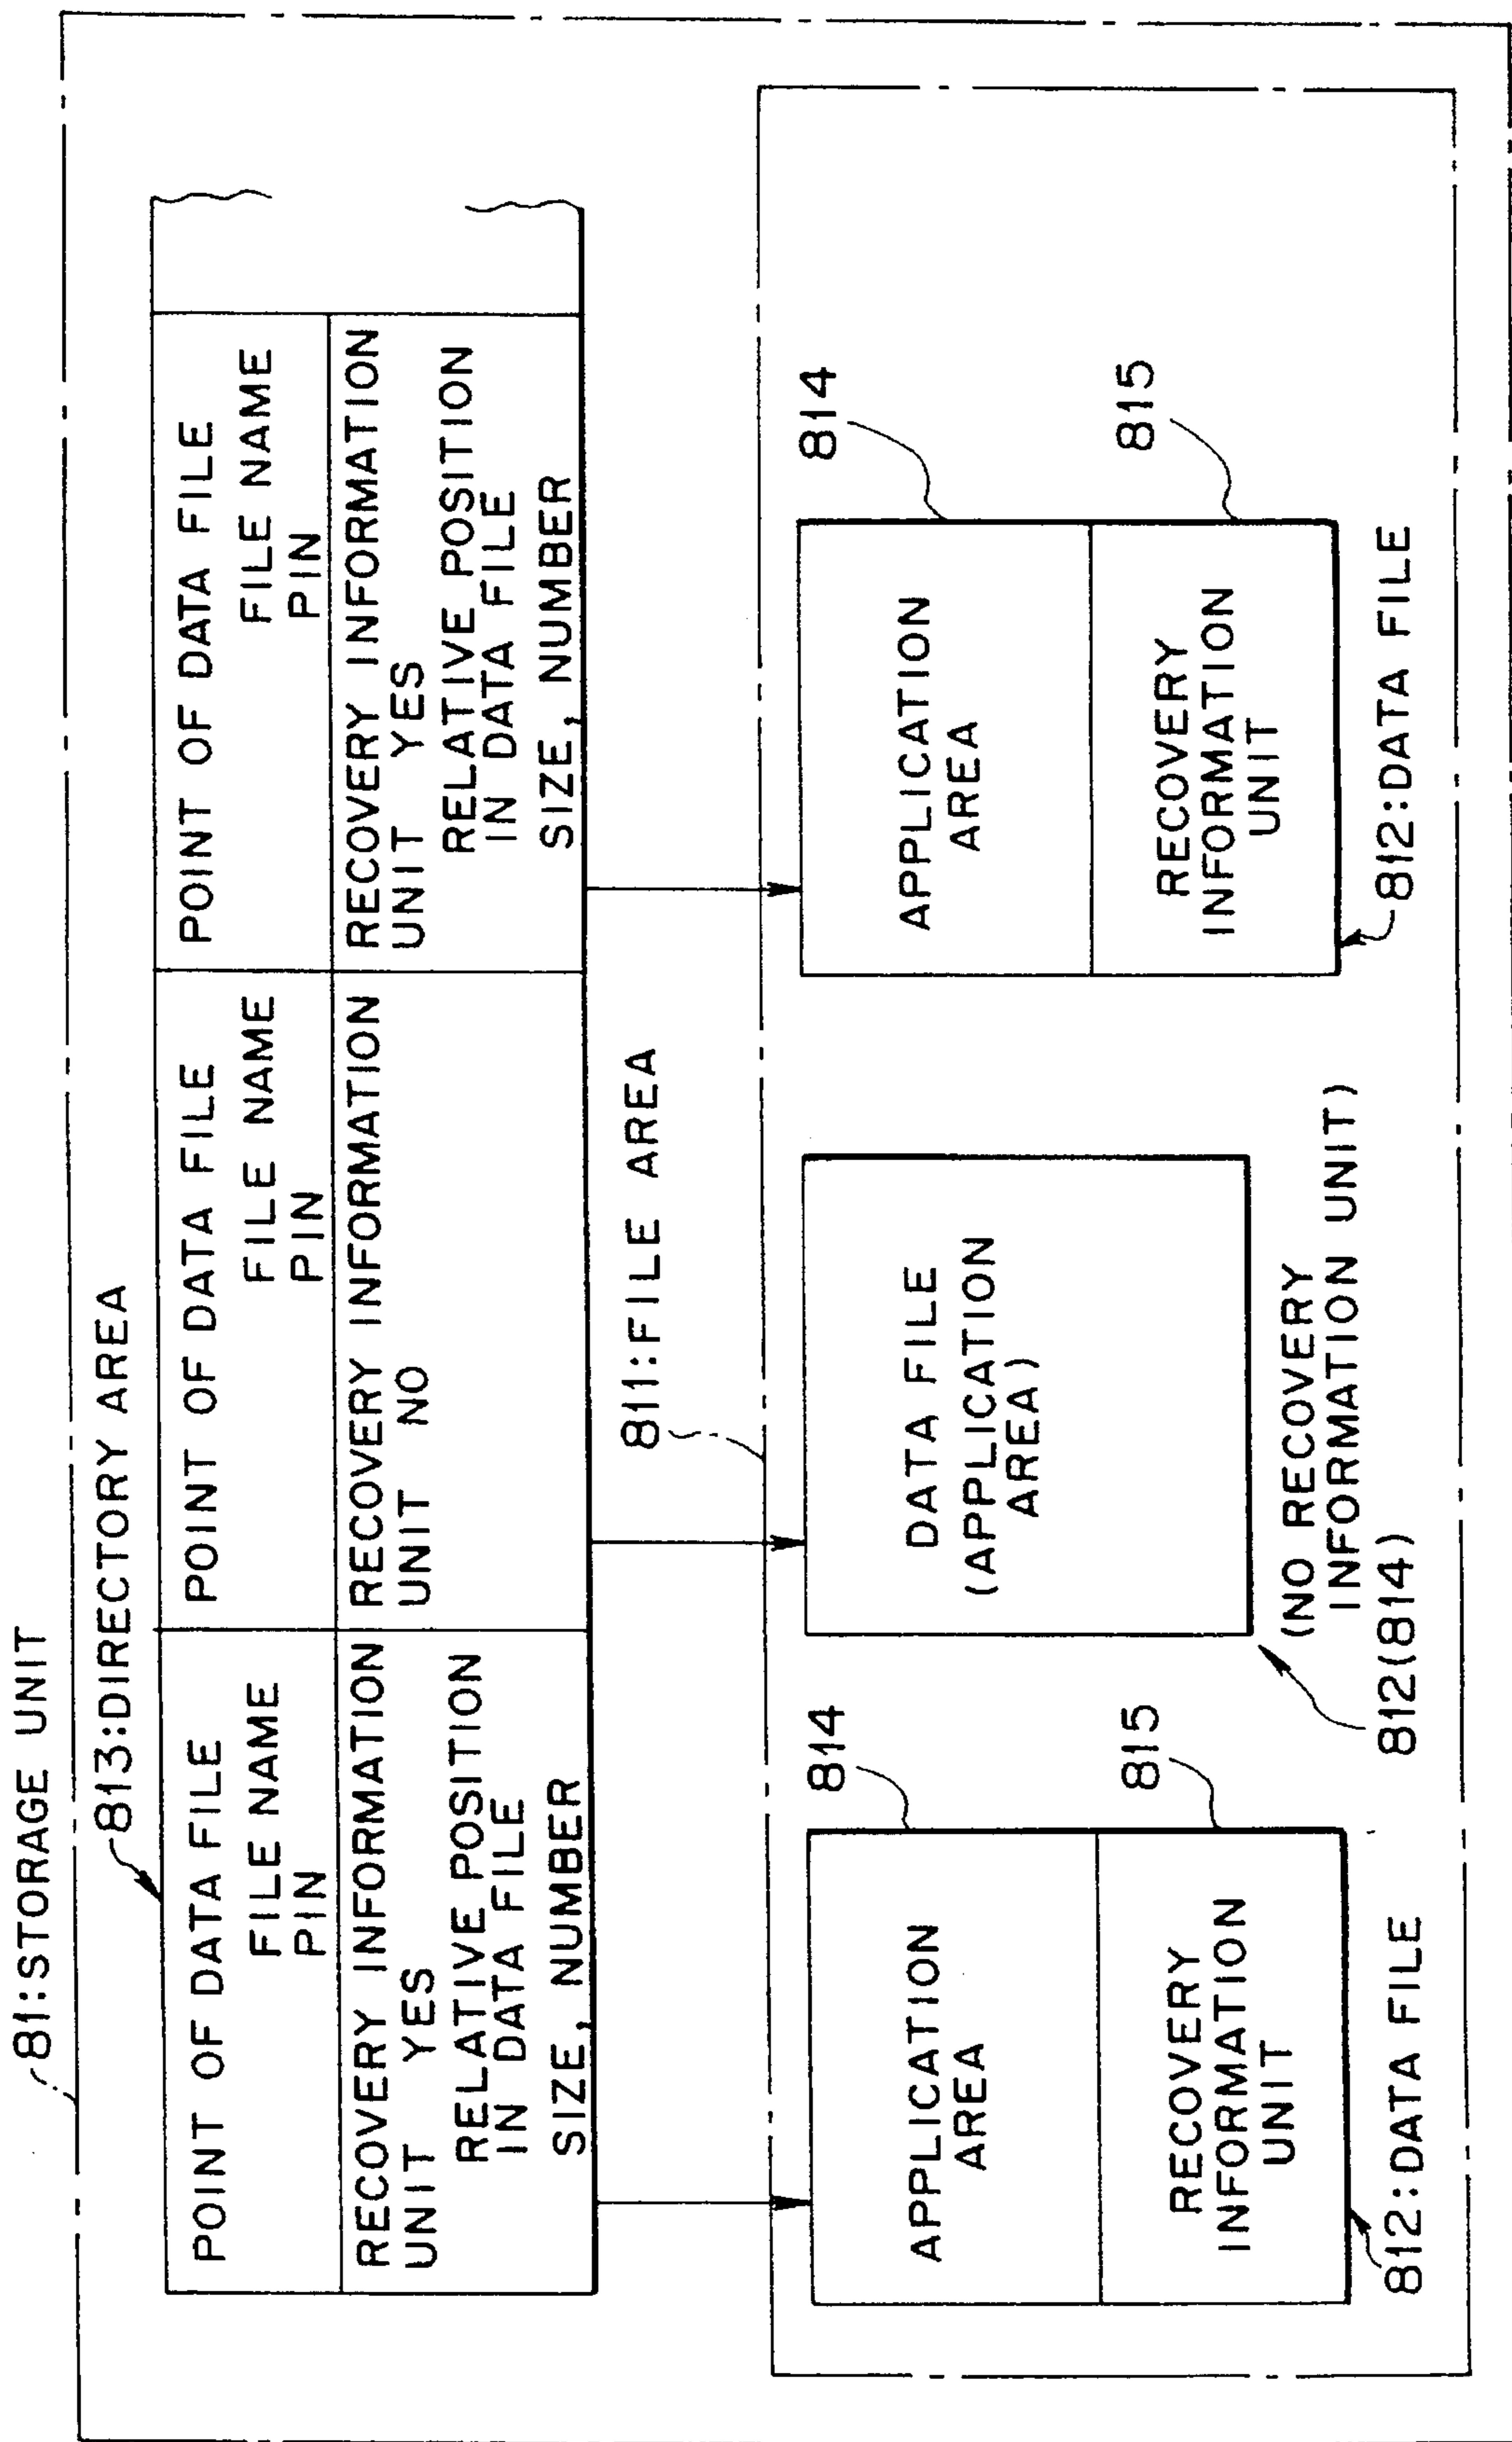 81:STORAGE UNIT
813:DIRECTORY AREA
POINT OF DATA FILE
FILE NAME
PIN
RECOVERY INFORMATION
UNIT YES
RELATIVE POSITION
IN DATA FILE
SIZE, NUMBER
POINT OF DATA FILE
FILE NAME
PIN
RECOVERY INFORMATION
UNIT NO
POINT OF DATA FILE
FILE NAME
PIN
RECOVERY INFORMATION
UNIT YES
RELATIVE POSITION
IN DATA FILE
SIZE, NUMBER
811:FILE AREA
814
APPLICATION
AREA
815
RECOVERY
INFORMATION
UNIT
812:DATA FILE
DATA FILE
(APPLICATION
AREA)
(NO RECOVERY
INFORMATION UNIT)
812(814)
814
APPLICATION
AREA
815
RECOVERY
INFORMATION
UNIT
812:DATA FILE